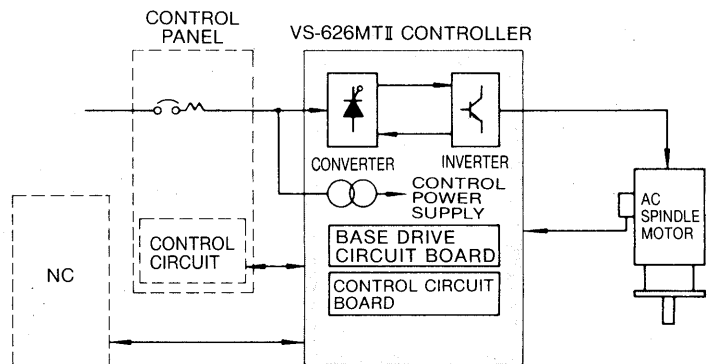 CONTROL
PANEL
VS-626MTⅡ CONTROLLER
CONVERTER
INVERTER
CONTROL
POWER
SUPPLY
AC
SPINDLE
MOTOR
BASE DRIVE
CIRCUIT BOARD
CONTROL
CIRCUIT
NC
CONTROL CIRCUIT
BOARD